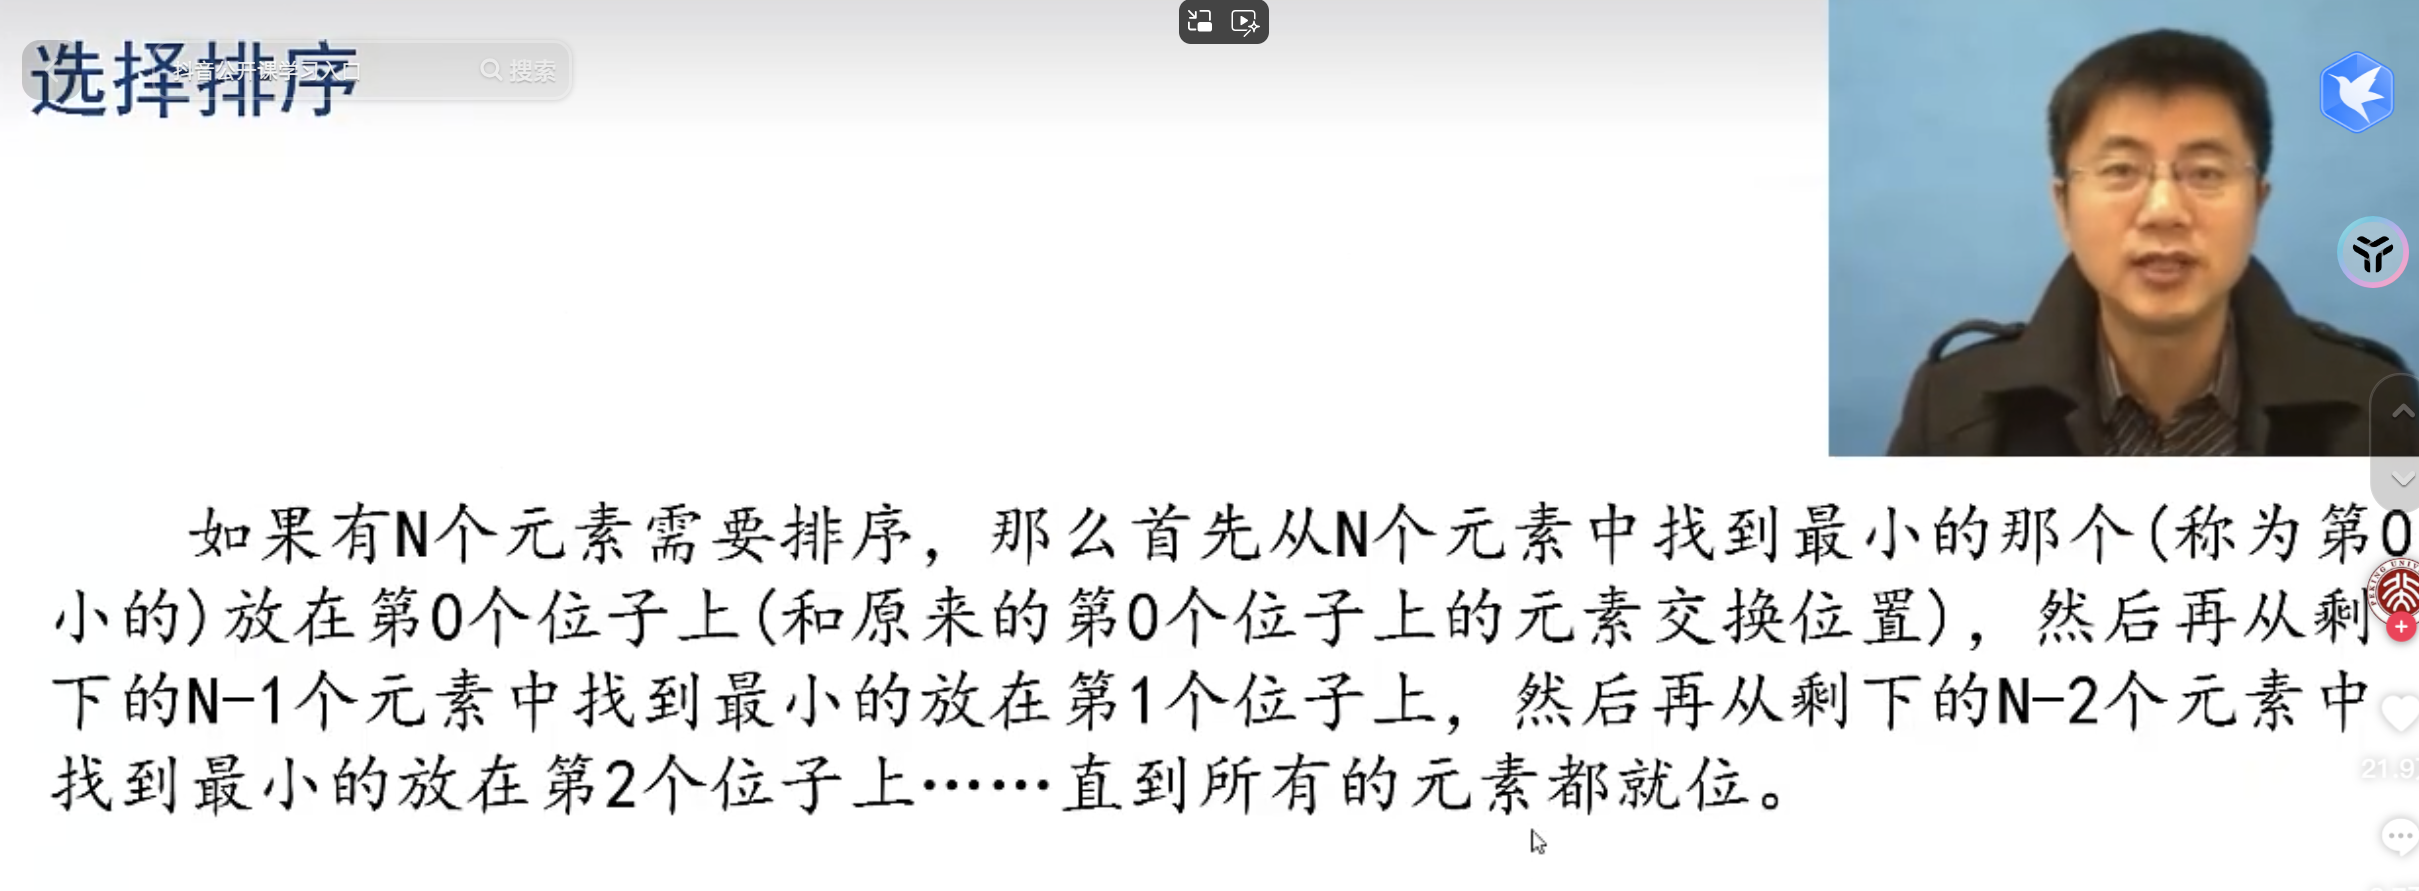 选择排序
抖音公开课学习入口
搜索
如果有N个元素需要排序，那么首先从N个元素中找到最小的那个(称为第0
小的)放在第0个位子上(和原来的第0个位子上的元素交换位置)，然后再从剩
下的N-1个元素中找到最小的放在第1个位子上，然后再从剩下的N-2个元素中
找到最小的放在第2个位子上……直到所有的元素都就位。